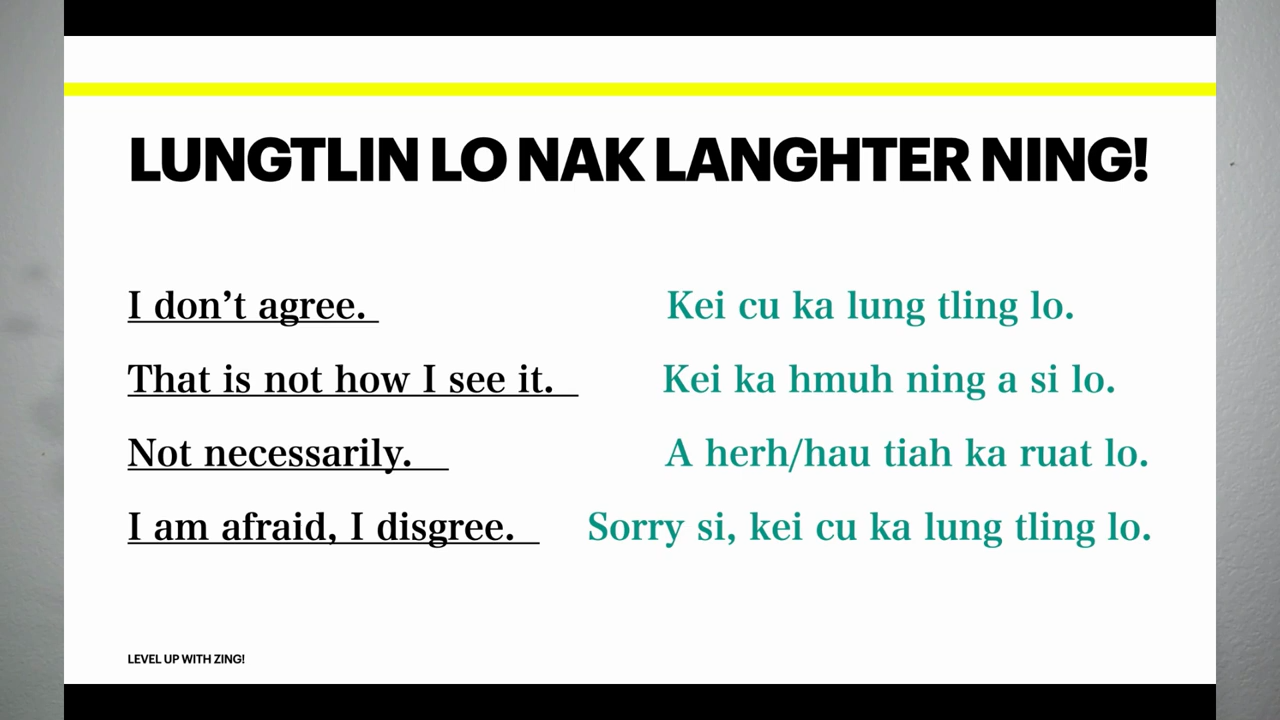 LUNGTLIN LO NAK LANGHTER NING!
I don't agree. Kei cu ka lung tling lo.
That is not how I see it. Kei ka hmuh ning a si lo.
Not necessarily. A herh/hau tiah ka ruat lo.
I am afraid, I disgree. Sorry si, kei cu ka lung tling lo.
LEVEL UP WITH ZING!